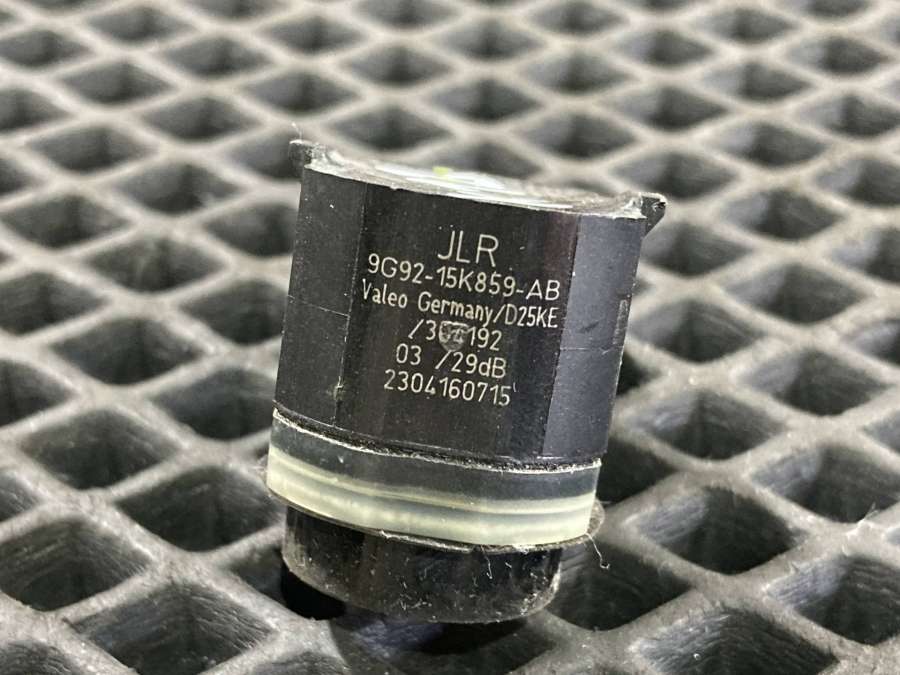 JLR
9G92-15K859-AB
Valeo Germany/D25KE
03 /29dB
2304160715